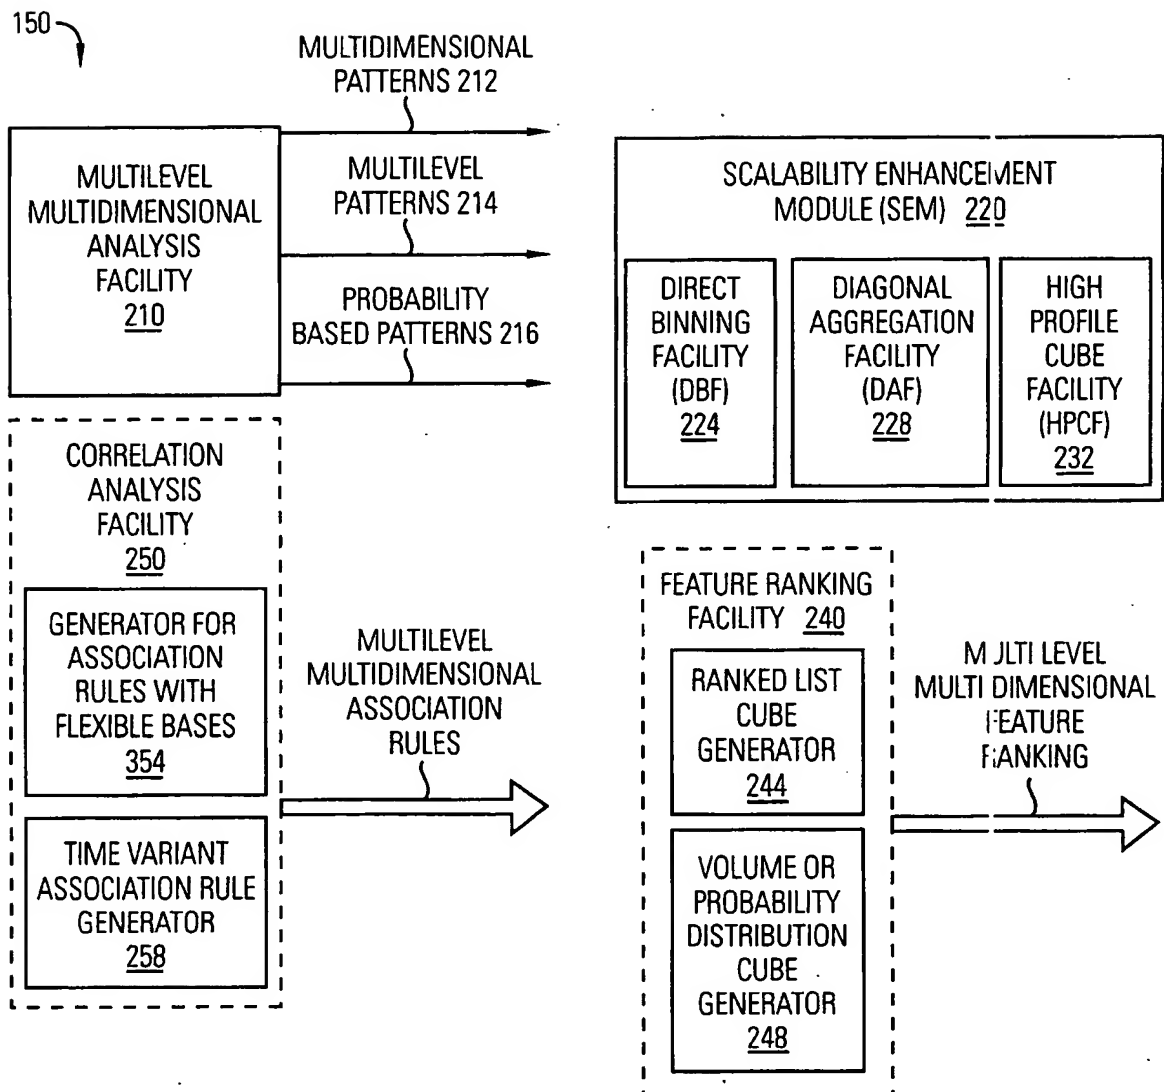 150
MULTIDIMENSIONAL
PATTERNS 212
MULTILEVEL
MULTIDIMENSIONAL
ANALYSIS
FACILITY
210
MULTILEVEL
PATTERNS 214
PROBABILITY
BASED PATTERNS 216
SCALABILITY ENHANCEMENT
MODULE (SEM) 220
DIRECT
BINNING
FACILITY
(DBF)
224
DIAGONAL
AGGREGATION
FACILITY
(DAF)
228
HIGH
PROFILE
CUBE
FACILITY
(HPCF)
232
CORRELATION
ANALYSIS
FACILITY
250
GENERATOR FOR
ASSOCIATION
RULES WITH
FLEXIBLE BASES
354
TIME VARIANT
ASSOCIATION RULE
GENERATOR
258
MULTILEVEL
MULTIDIMENSIONAL
ASSOCIATION
RULES
FEATURE RANKING
FACILITY 240
RANKED LIST
CUBE
GENERATOR
244
VOLUME OR
PROBABILITY
DISTRIBUTION
CUBE
GENERATOR
248
MULTI LEVEL
MULTI DIMENSIONAL
FEATURE
RANKING